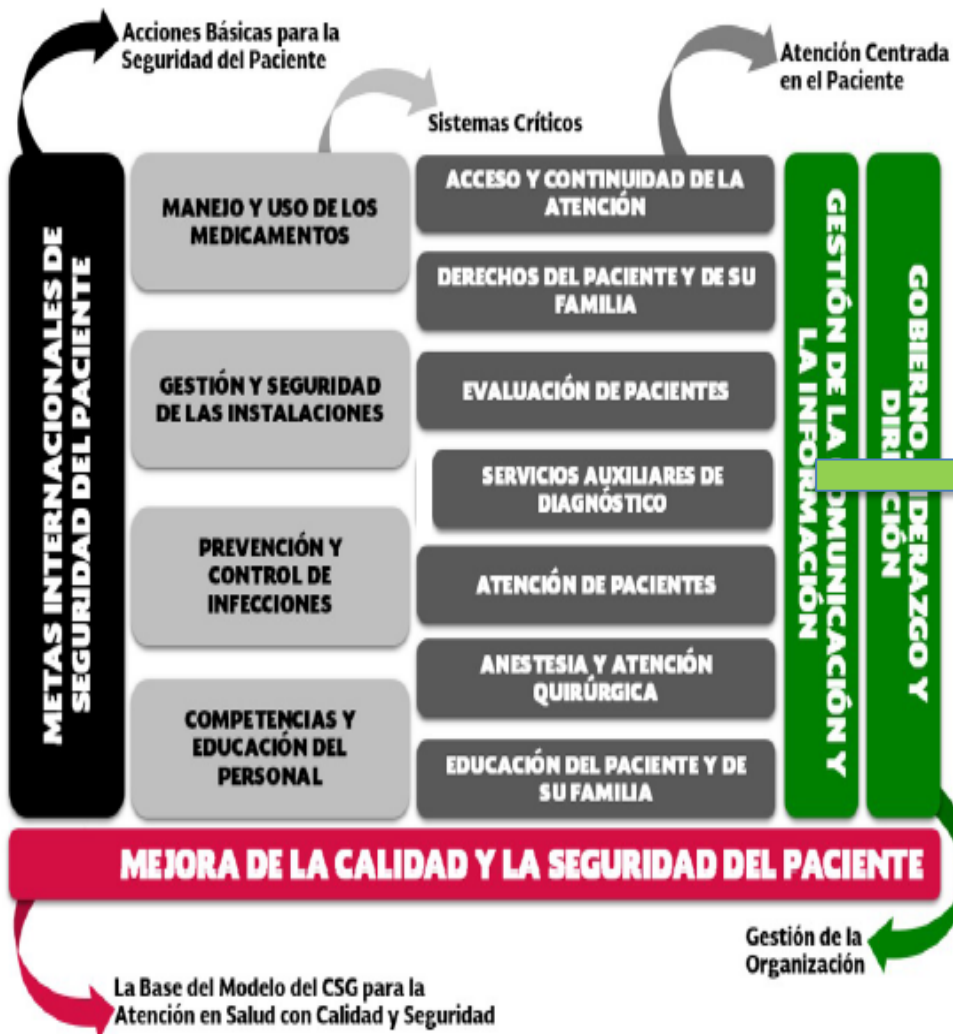 Acciones Básicas para la
Seguridad del Paciente
Sistemas Críticos
Atención Centrada
en el Paciente
METAS INTERNACIONALES DE
SEGURIDAD DEL PACIENTE
MANEJO Y USO DE LOS
MEDICAMENTOS
GESTIÓN Y SEGURIDAD
DE LAS INSTALACIONES
PREVENCIÓN Y
CONTROL DE
INFECCIONES
COMPETENCIAS Y
EDUCACIÓN DEL
PERSONAL
ACCESO Y CONTINUIDAD DE LA
ATENCIÓN
DERECHOS DEL PACIENTE Y DE SU
FAMILIA
EVALUACIÓN DE PACIENTES
SERVICIOS AUXILIARES DE
DIAGNÓSTICO
ATENCIÓN DE PACIENTES
ANESTESIA Y ATENCIÓN
QUIRÚRGICA
EDUCACIÓN DEL PACIENTE Y DE
SU FAMILIA
GESTIÓN DE LA COMUNICACIÓN Y
LA INFORMACIÓN
GOBIERNO, LIDERAZGO Y
DIRECCIÓN
MEJORA DE LA CALIDAD Y LA SEGURIDAD DEL PACIENTE
Gestión de la
Organización
La Base del Modelo del CSG para la
Atención en Salud con Calidad y Seguridad